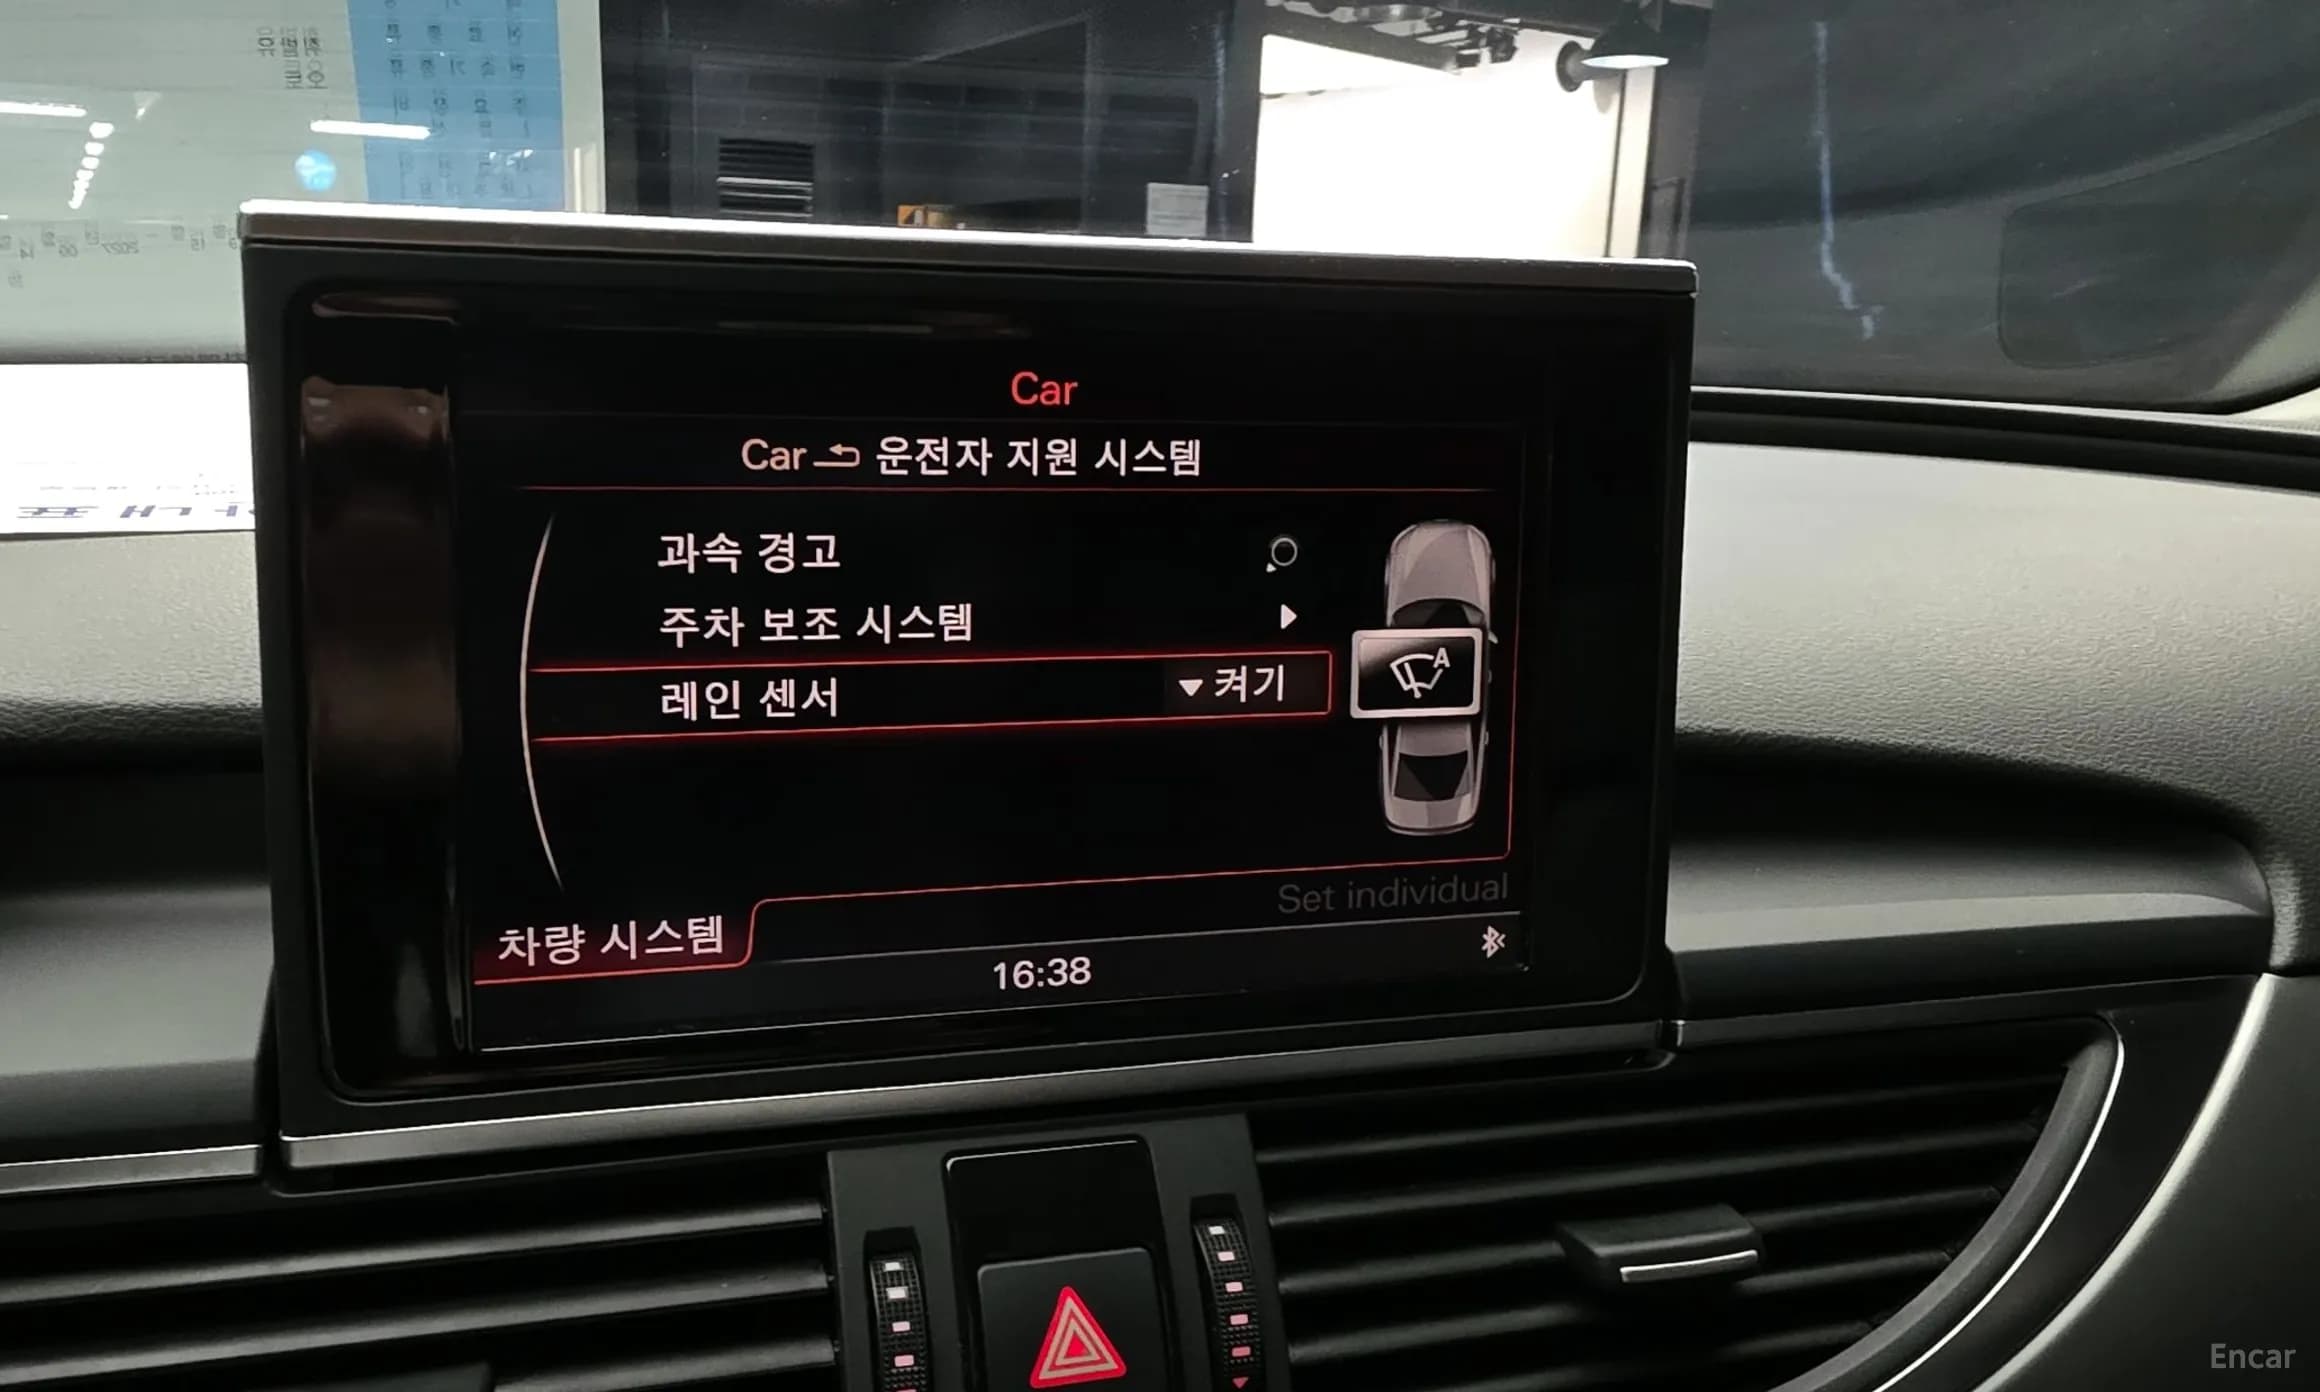 Car
Car 운전자 지원 시스템
과속 경고
주차 보조 시스템
레인 센서 켜기
A
Set individual
차량 시스템
16:38
Encar